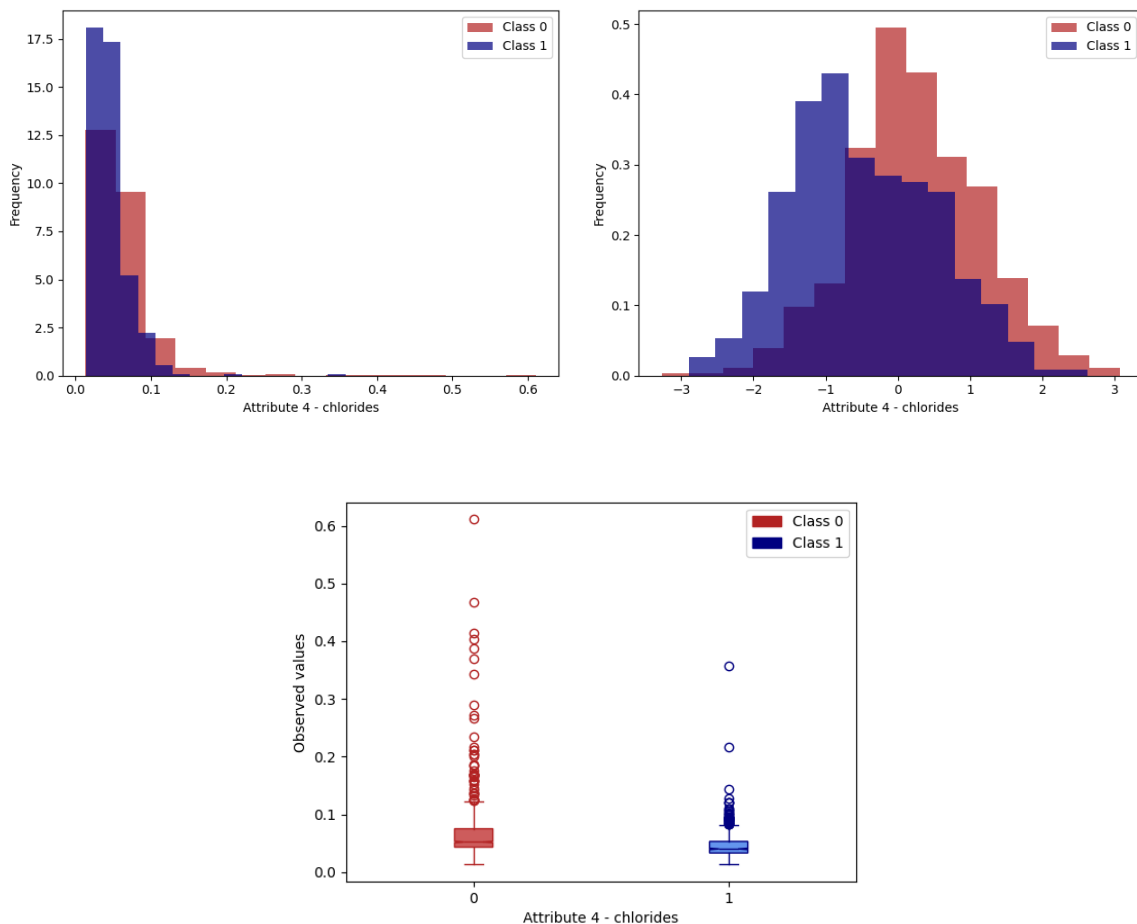 Class 0
Class 1
17.5
15.0
12.5
10.0
7.5
5.0
2.5
0.0
Frequency
0.0 0.1 0.2 0.3 0.4 0.5 0.6
Attribute 4 - chlorides
Class 0
Class 1
0.5
0.4
0.3
0.2
0.1
0.0
Frequency
−3 −2 −1 0 1 2 3
Attribute 4 - chlorides
Class 0
Class 1
0.6
0.5
0.4
0.3
0.2
0.1
0.0
Observed values
0 1
Attribute 4 - chlorides